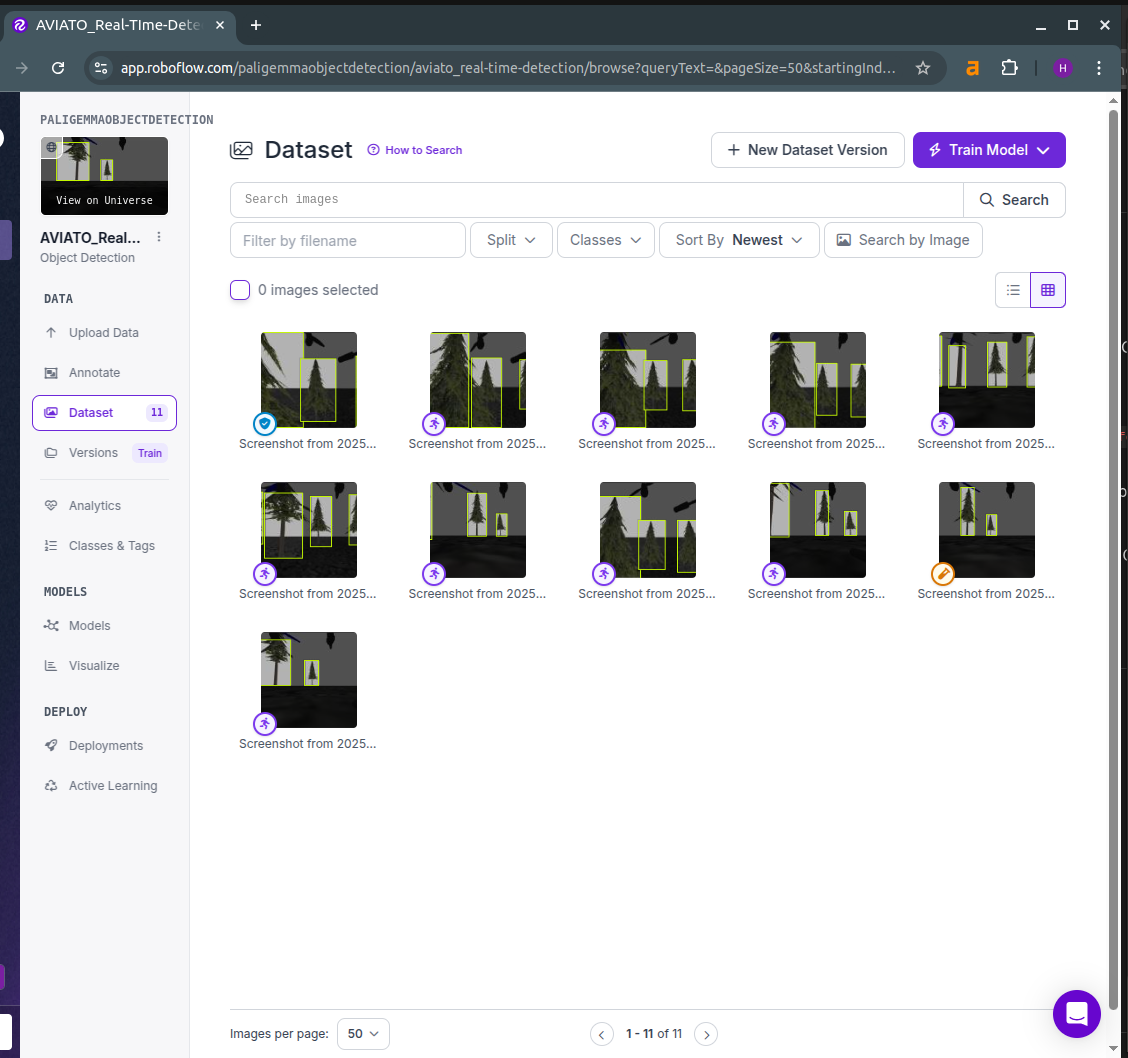 AVIATO_Real-TIme-Dete
app.roboflow.com/paligemmaobjectdetection/aviato_real-time-detection/browse?queryText=&pageSize=50&startingInd...
a
H
PALIGEMMAOBJECTDETECTION
View on Universe
AVIATO_Real...
Object Detection
DATA
Upload Data
Annotate
Dataset 11
Versions Train
Analytics
Classes & Tags
MODELS
Models
Visualize
DEPLOY
Deployments
Active Learning
Dataset How to Search
New Dataset Version
Train Model
Search images
Search
Filter by filename
Split
Classes
Sort By Newest
Search by Image
0 images selected
Screenshot from 2025...
Screenshot from 2025...
Screenshot from 2025...
Screenshot from 2025...
Screenshot from 2025...
Screenshot from 2025...
Screenshot from 2025...
Screenshot from 2025...
Screenshot from 2025...
Screenshot from 2025...
Screenshot from 2025...
Images per page: 50
1 - 11 of 11